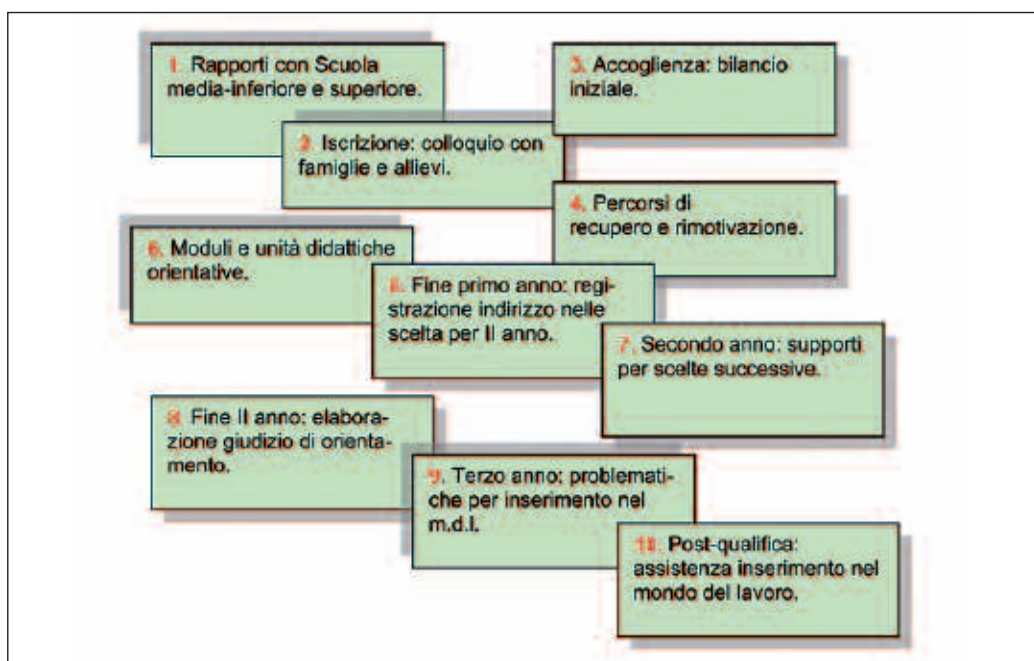 1. Rapporti con Scuola
media-inferiore e superiore.
2. Iscrizione: colloquio con
famiglie e allievi.
3. Accoglienza: bilancio
iniziale.
4. Percorsi di
recupero e rimotivazione.
Moduli e unità didattiche
orientative.
Fine primo anno: regi-
strazione indirizzo nelle
scelta per II anno.
7. Secondo anno: supporti
per scelte successive.
8 Fine II anno: elabora-
zione giudizio di orienta-
mento.
9. Terzo anno: problemati-
che per inserimento nel
m.d.l.
10. Post-qualifica:
assistenza inserimento nel
mondo del lavoro.